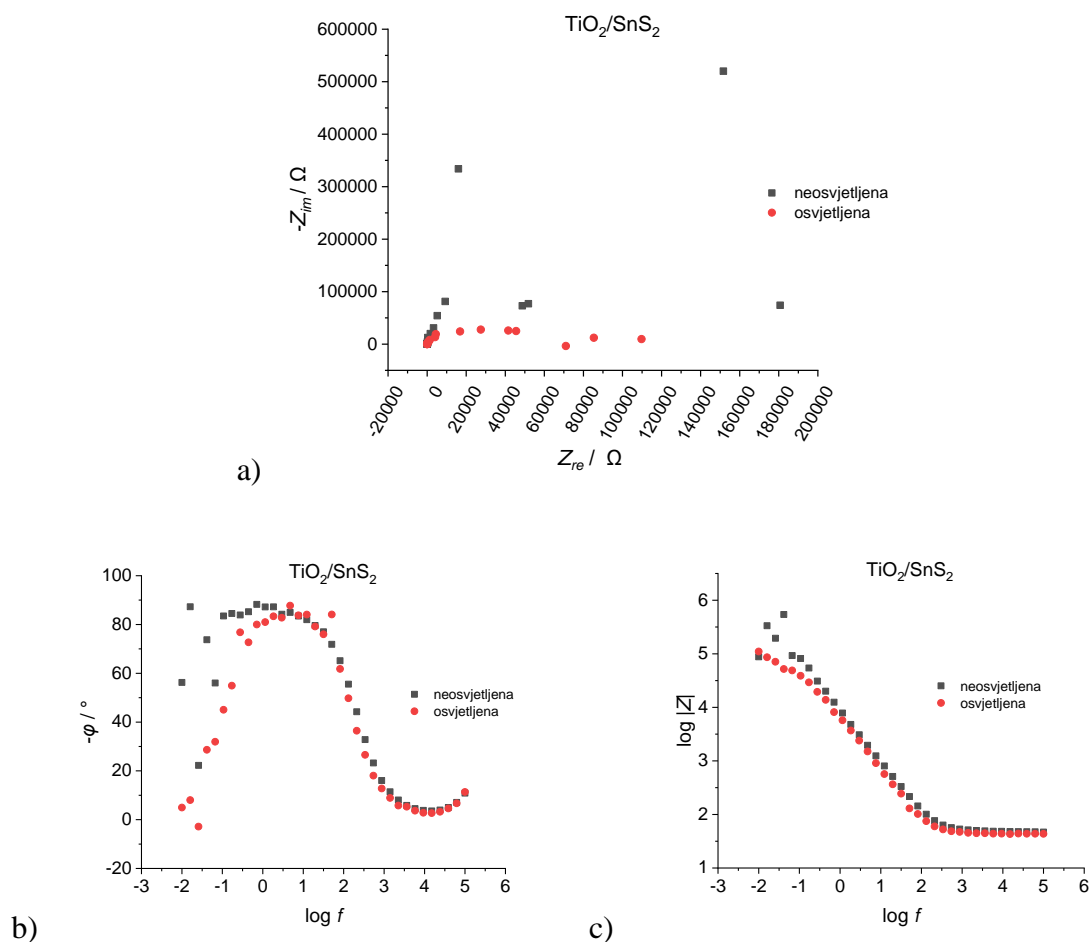 TiO₂/SnS₂
600000
500000
400000
300000
200000
100000
0
-Z_im / Ω
neosvjetljena
osvjetljena
-20000
0
20000
40000
60000
80000
100000
120000
140000
160000
180000
200000
Z_re / Ω
a)
TiO₂/SnS₂
100
80
60
40
20
0
-20
-φ / °
neosvjetljena
osvjetljena
-3 -2 -1 0 1 2 3 4 5 6
log f
b)
TiO₂/SnS₂
6
5
4
3
2
1
log |Z|
neosvjetljena
osvjetljena
-3 -2 -1 0 1 2 3 4 5 6
log f
c)